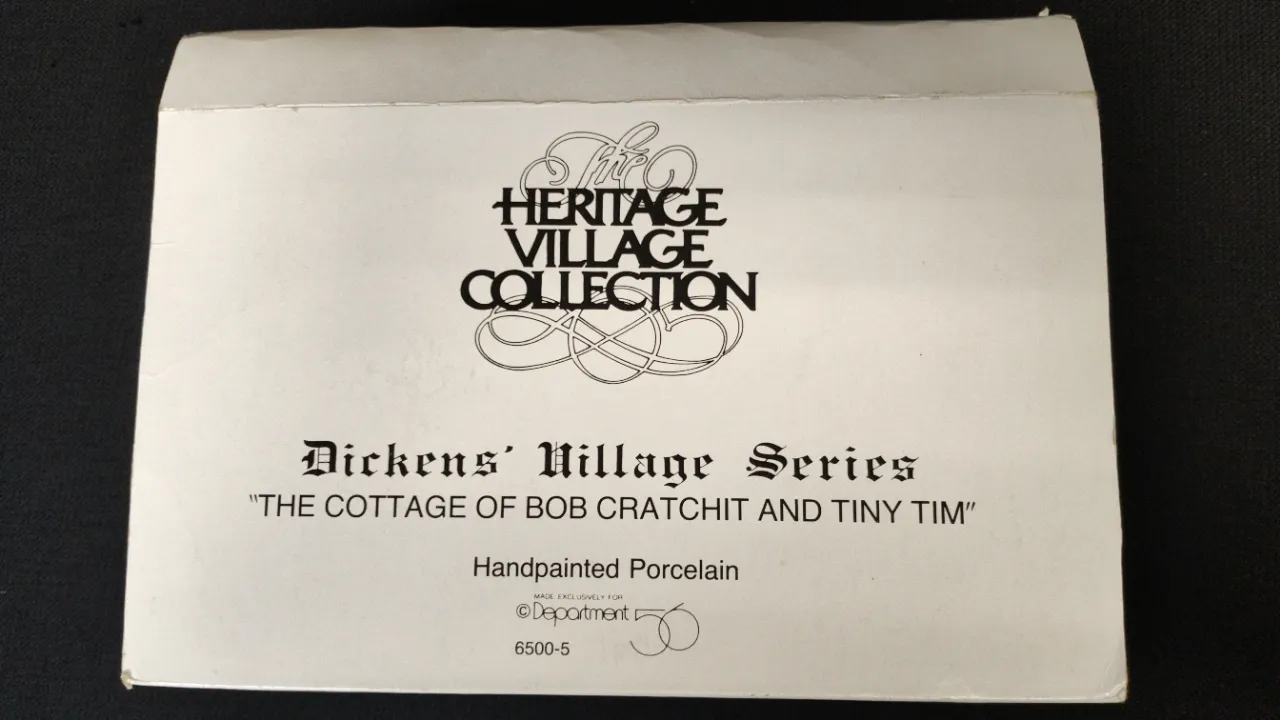 The
HERITAGE
VILLAGE
COLLECTION
Dickens' Village Series
"THE COTTAGE OF BOB CRATCHIT AND TINY TIM"
Handpainted Porcelain
MADE EXCLUSIVELY FOR
© Department 56
6500-5